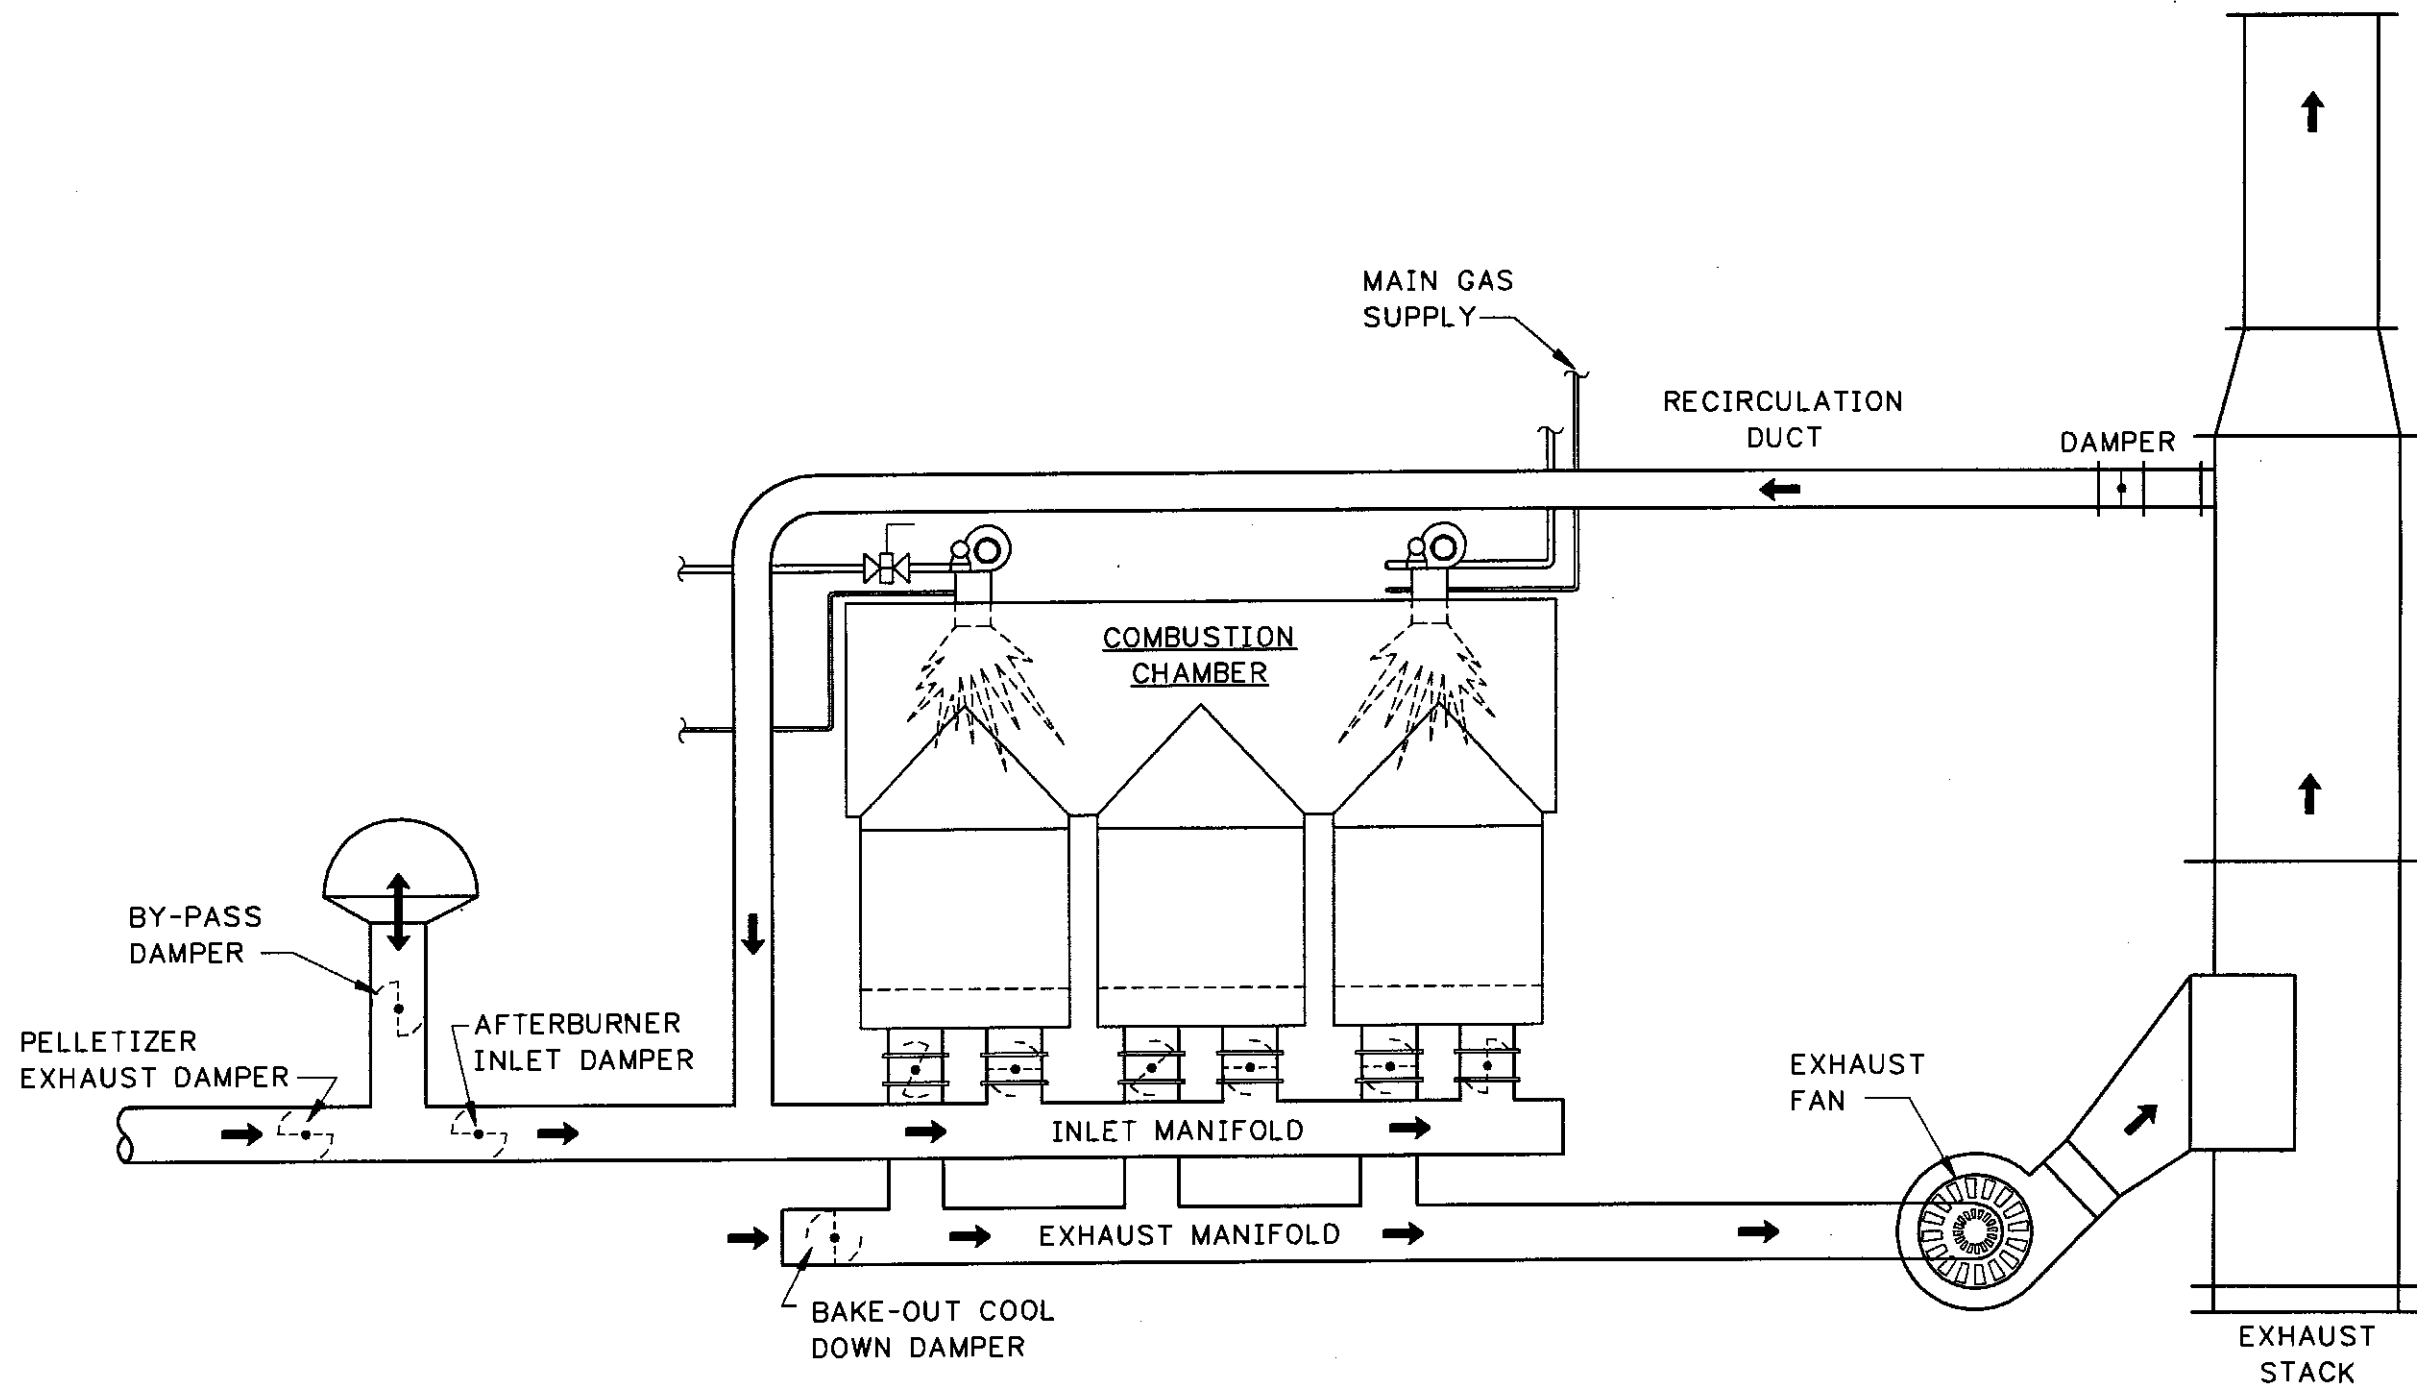 MAIN GAS
SUPPLY
RECIRCULATION
DUCT
DAMPER
COMBUSTION
CHAMBER
BY-PASS
DAMPER
AFTERBURNER
INLET DAMPER
PELLETIZER
EXHAUST DAMPER
EXHAUST
FAN
INLET MANIFOLD
EXHAUST MANIFOLD
BAKE-OUT COOL
DOWN DAMPER
EXHAUST
STACK